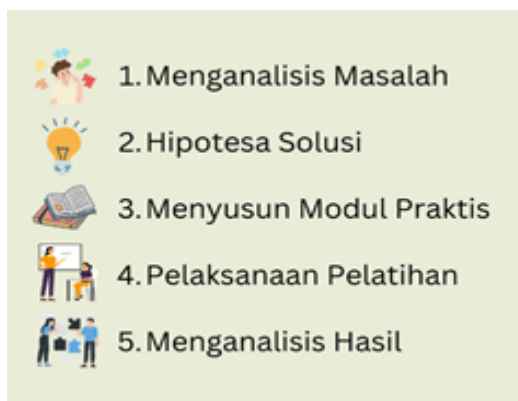 1. Menganalisis Masalah
2. Hipotesa Solusi
3. Menyusun Modul Praktis
4. Pelaksanaan Pelatihan
5. Menganalisis Hasil